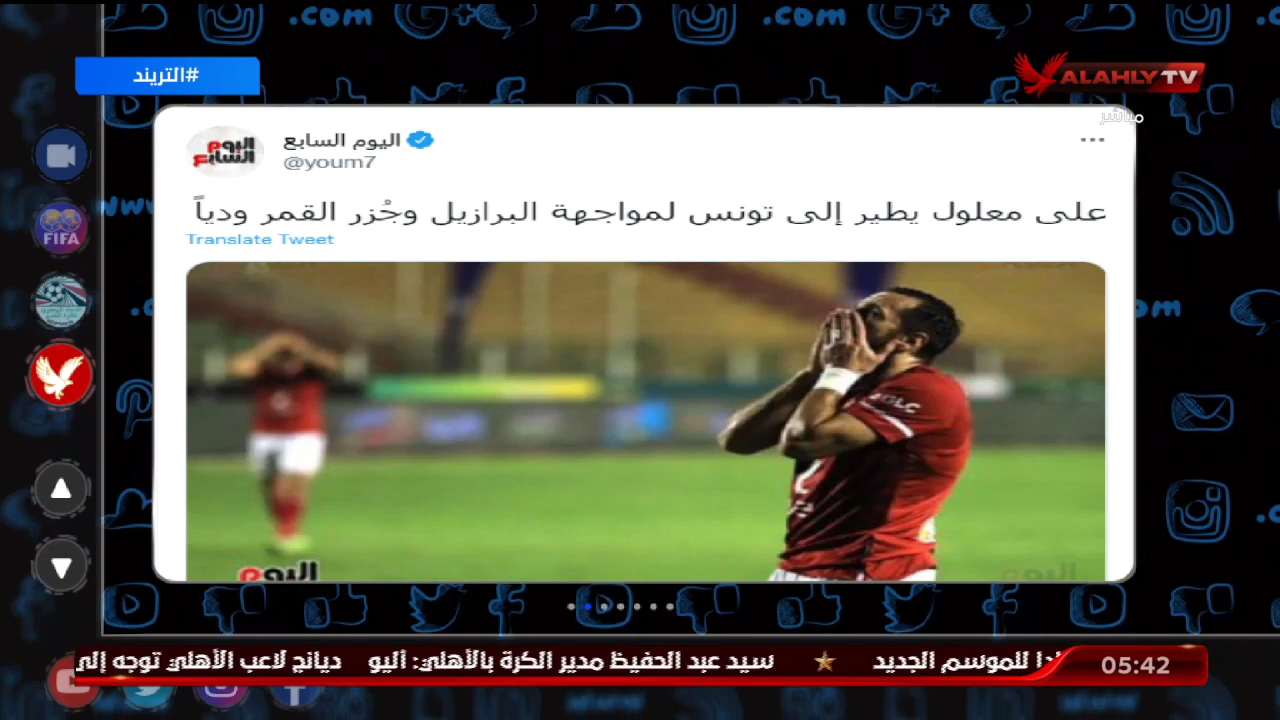 #التريند
ALAHLY TV
مباشر
اليوم السابع
@youm7
على معلول يطير إلى تونس لمواجهة البرازيل وجُزر القمر ودياً
Translate Tweet
FIFA
اليوم
للموسم الجديد ★ سيد عبد الحفيظ مدير الكرة بالأهلي: اليو ديانج لاعب الأهلي توجه إلى
05:42